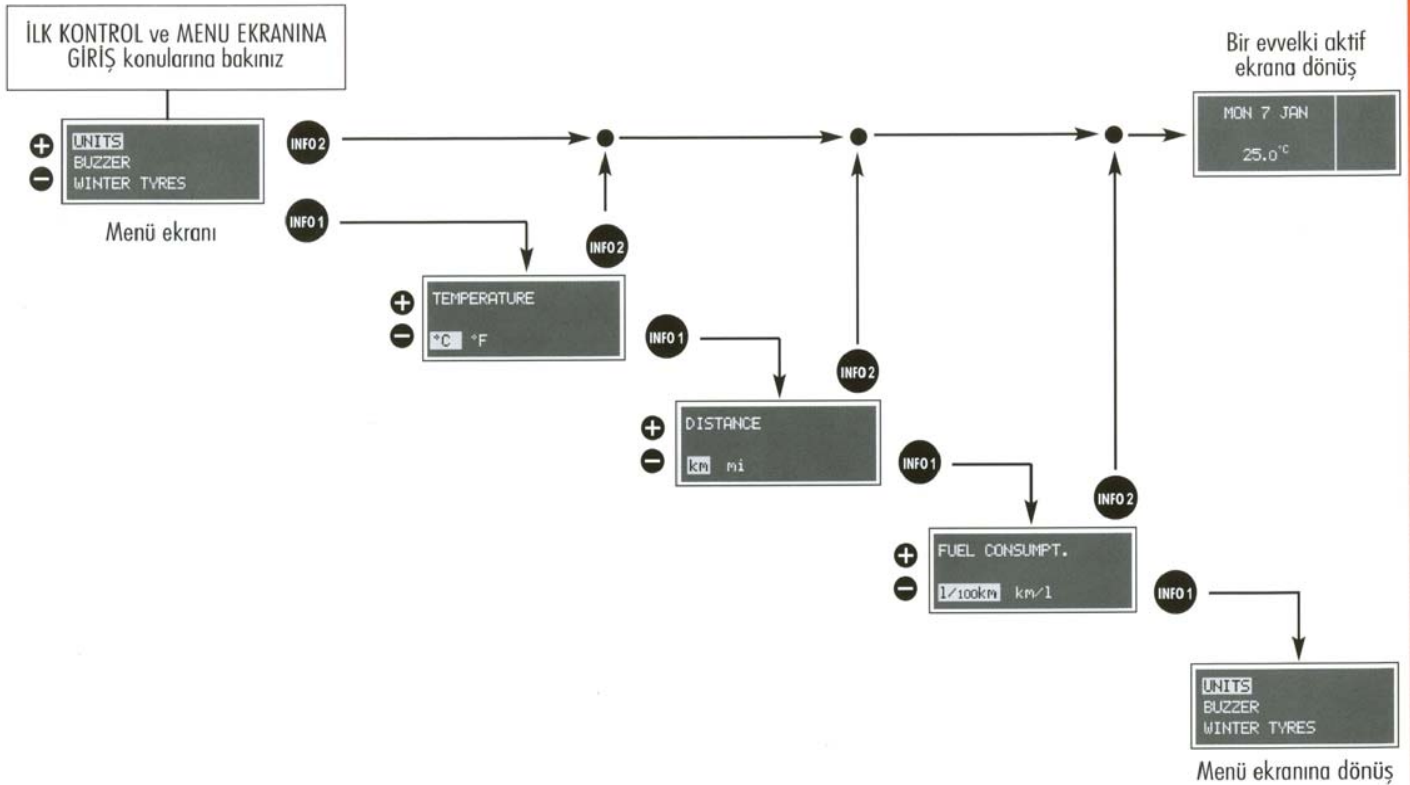 İLK KONTROL ve MENU EKRANINA
GİRİŞ konularına bakınız
Bir evvelki aktif
ekrana dönüş
MON 7 JAN
25.0°C
UNITS
BUZZER
WINTER TYRES
INFO 2
Menü ekranı
INFO 1
INFO 2
TEMPERATURE
°C °F
INFO 1
INFO 2
DISTANCE
km mi
INFO 1
INFO 2
FUEL CONSUMPT.
l/100km km/l
INFO 1
UNITS
BUZZER
WINTER TYRES
Menü ekranına dönüş